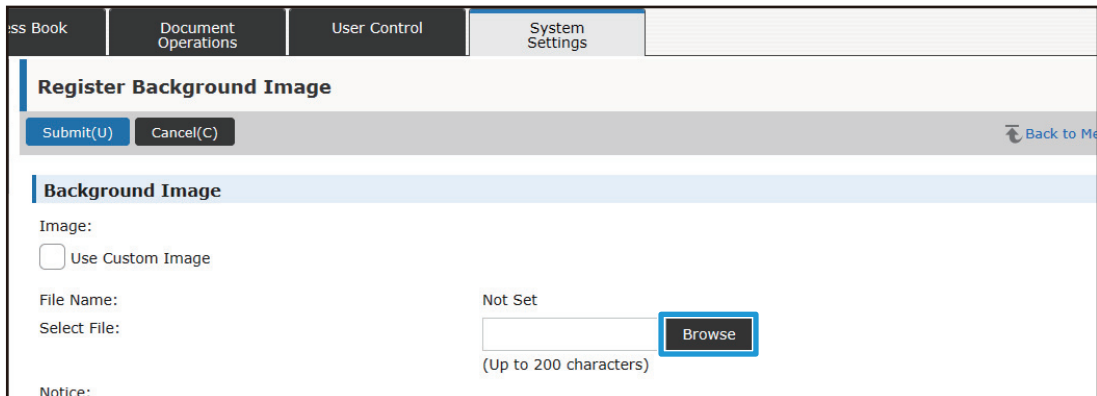 ss Book
Document
Operations
User Control
System
Settings
Register Background Image
Submit(U)
Cancel(C)
Back to Me
Background Image
Image:
Use Custom Image
File Name:
Not Set
Select File:
Browse
(Up to 200 characters)
Notice: